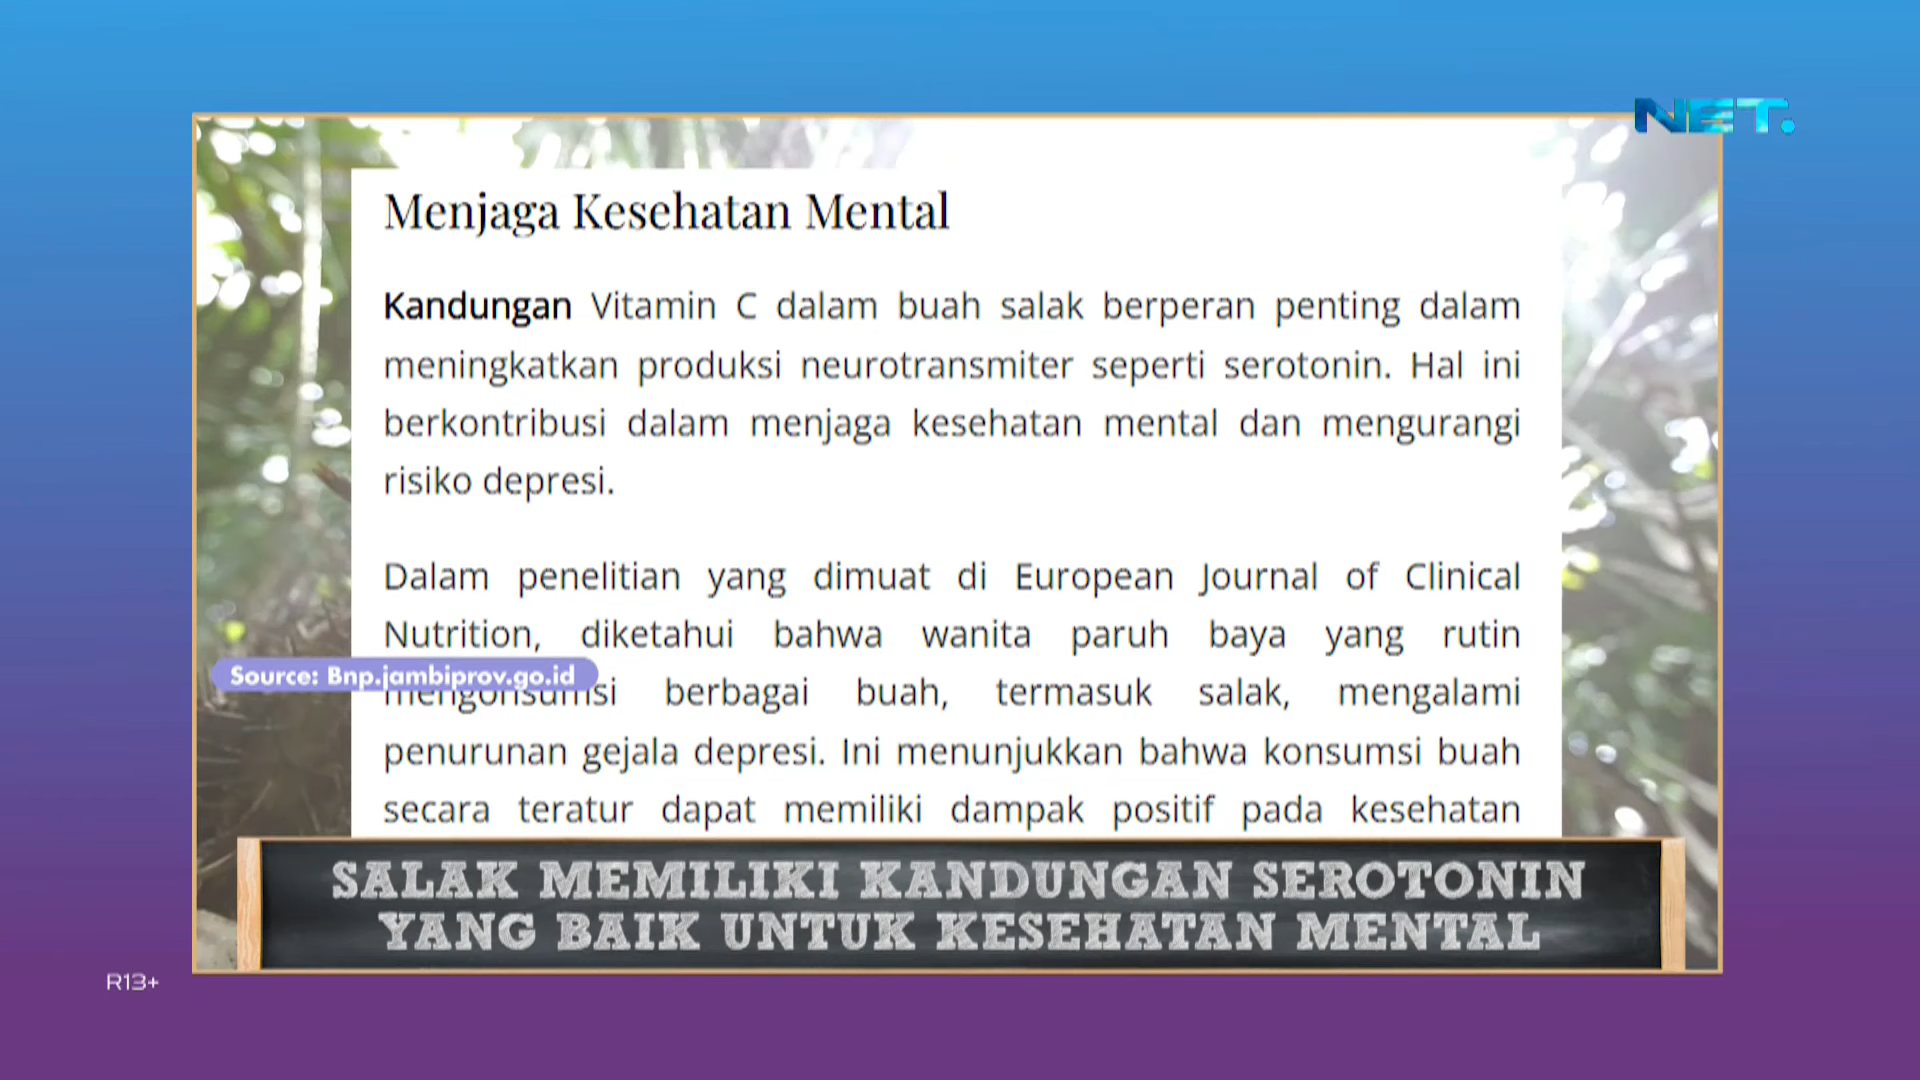 NET.
Menjaga Kesehatan Mental
Kandungan Vitamin C dalam buah salak berperan penting dalam
meningkatkan produksi neurotransmiter seperti serotonin. Hal ini
berkontribusi dalam menjaga kesehatan mental dan mengurangi
risiko depresi.
Dalam penelitian yang dimuat di European Journal of Clinical
Nutrition, diketahui bahwa wanita paruh baya yang rutin
Source: Bnp.jambiprov.go.id
mengonsumsi berbagai buah, termasuk salak, mengalami
penurunan gejala depresi. Ini menunjukkan bahwa konsumsi buah
secara teratur dapat memiliki dampak positif pada kesehatan
SALAK MEMILIKI KANDUNGAN SEROTONIN
YANG BAIK UNTUK KESEHATAN MENTAL
R13+